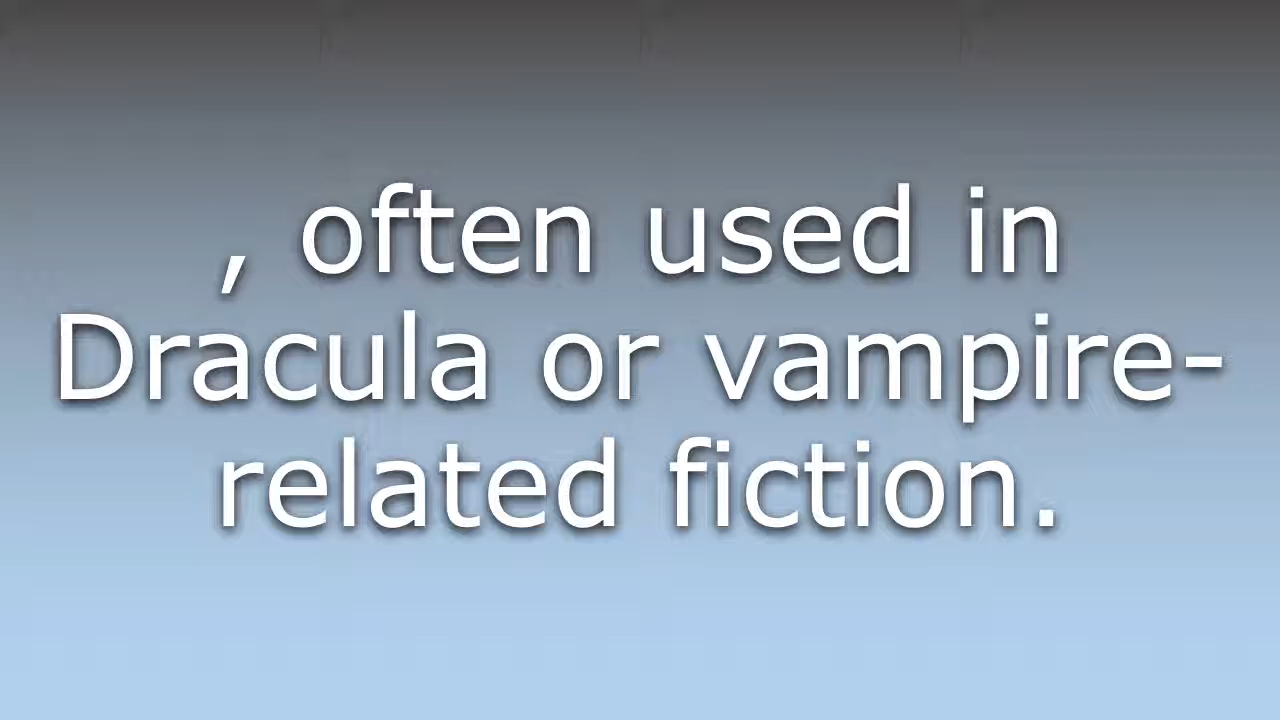 , often used in
Dracula or vampire-
related fiction.